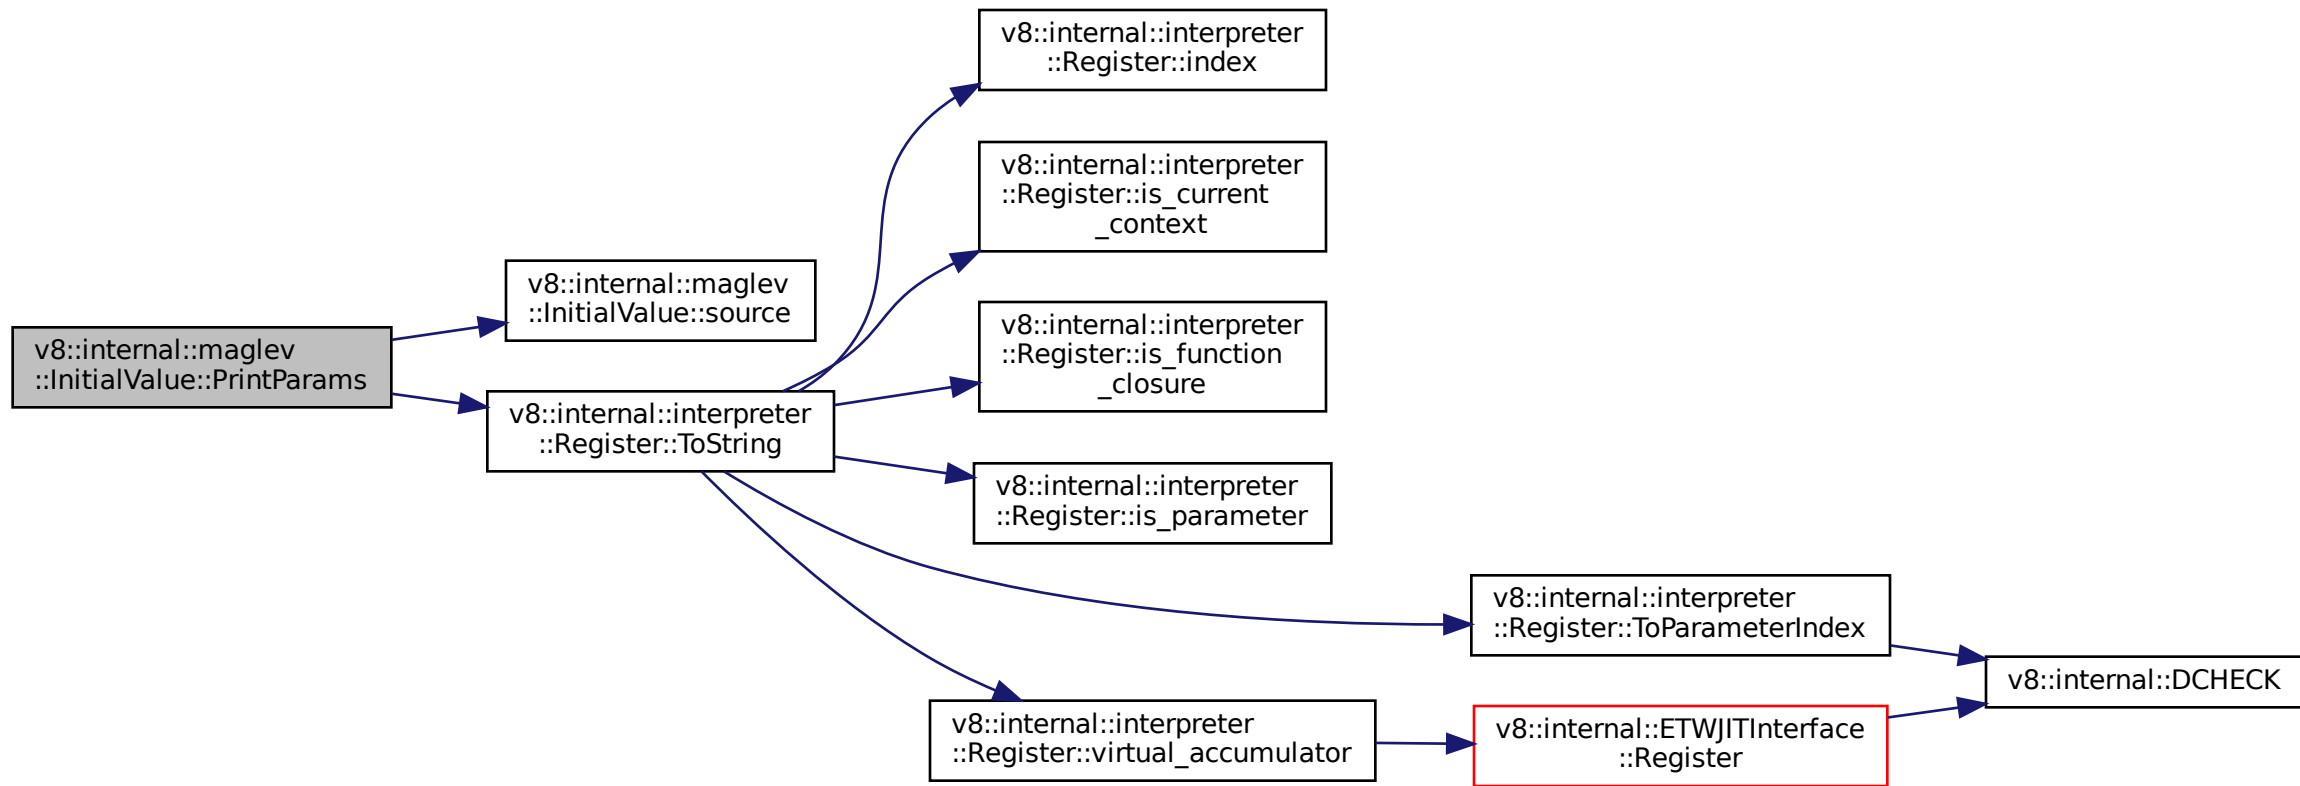 v8::internal::maglev
::InitialValue::PrintParams
v8::internal::maglev
::InitialValue::source
v8::internal::interpreter
::Register::ToString
v8::internal::interpreter
::Register::index
v8::internal::interpreter
::Register::is_current
_context
v8::internal::interpreter
::Register::is_function
_closure
v8::internal::interpreter
::Register::is_parameter
v8::internal::interpreter
::Register::ToParameterIndex
v8::internal::interpreter
::Register::virtual_accumulator
v8::internal::ETWJITInterface
::Register
v8::internal::DCHECK